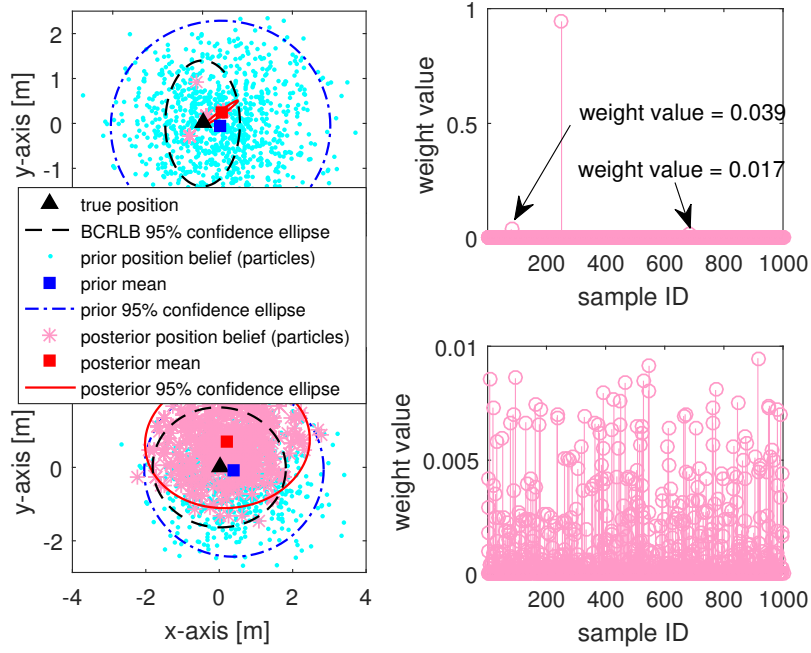 2
1
0
-1
y-axis [m]
true position
BCRLB 95% confidence ellipse
prior position belief (particles)
prior mean
prior 95% confidence ellipse
posterior position belief (particles)
posterior mean
posterior 95% confidence ellipse
0
-2
y-axis [m]
-4 -2 0 2 4
x-axis [m]
1
0.5
0
weight value
weight value = 0.039
weight value = 0.017
200 400 600 800 1000
sample ID
0.01
0.005
0
weight value
200 400 600 800 1000
sample ID